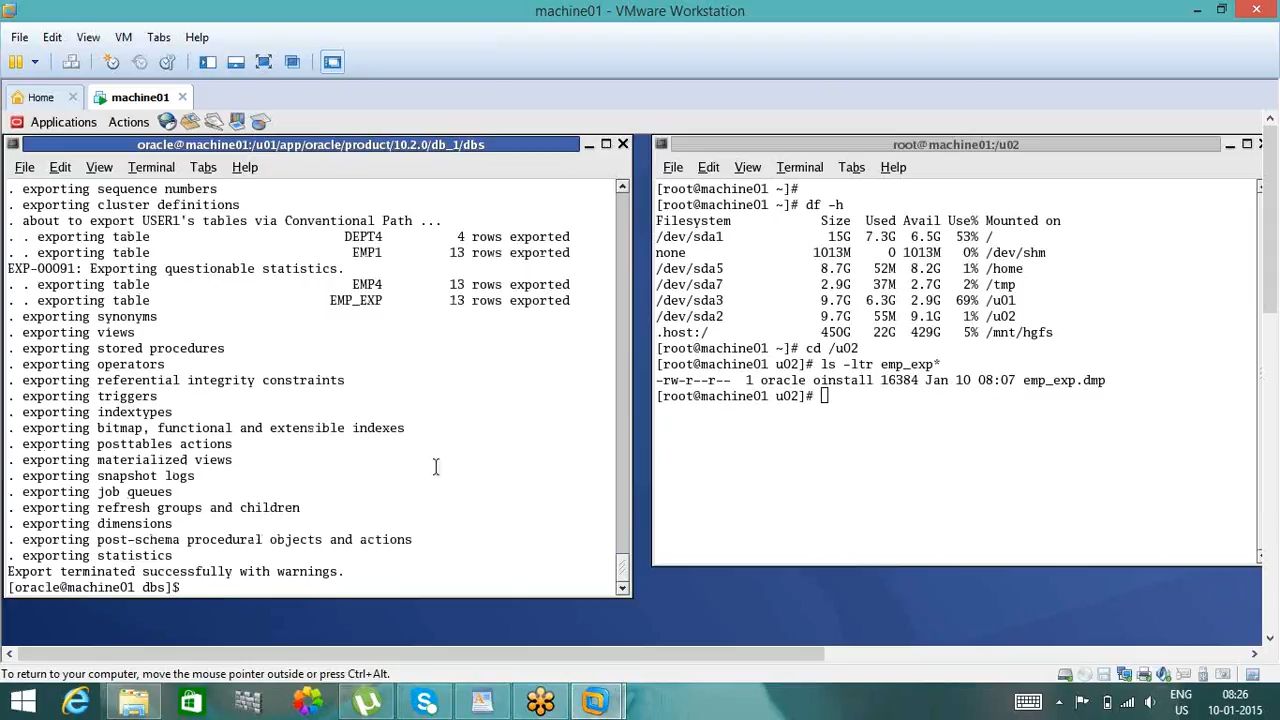 machine01 - VMware Workstation
File Edit View VM Tabs Help
Home machine01
Applications Actions
oracle@machine01:/u01/app/oracle/product/10.2.0/db_1/dbs
File Edit View Terminal Tabs Help
. exporting sequence numbers
. exporting cluster definitions
. about to export USER1's tables via Conventional Path ...
. . exporting table DEPT4 4 rows exported
. . exporting table EMP1 13 rows exported
EXP-00091: Exporting questionable statistics.
. . exporting table EMP4 13 rows exported
. . exporting table EMP_EXP 13 rows exported
. exporting synonyms
. exporting views
. exporting stored procedures
. exporting operators
. exporting referential integrity constraints
. exporting triggers
. exporting indextypes
. exporting bitmap, functional and extensible indexes
. exporting posttables actions
. exporting materialized views
. exporting snapshot logs
. exporting job queues
. exporting refresh groups and children
. exporting dimensions
. exporting post-schema procedural objects and actions
. exporting statistics
Export terminated successfully with warnings.
[oracle@machine01 dbs]$
root@machine01:/u02
File Edit View Terminal Tabs Help
[root@machine01 ~]#
[root@machine01 ~]# df -h
Filesystem Size Used Avail Use% Mounted on
/dev/sda1 15G 7.3G 6.5G 53% /
none 1013M 0 1013M 0% /dev/shm
/dev/sda5 8.7G 52M 8.2G 1% /home
/dev/sda7 2.9G 37M 2.7G 2% /tmp
/dev/sda3 9.7G 6.3G 2.9G 69% /u01
/dev/sda2 9.7G 55M 9.1G 1% /u02
.host:/ 450G 22G 429G 5% /mnt/hgfs
[root@machine01 ~]# cd /u02
[root@machine01 u02]# ls -ltr emp_exp*
-rw-r--r-- 1 oracle oinstall 16384 Jan 10 08:07 emp_exp.dmp
[root@machine01 u02]#
To return to your computer, move the mouse pointer outside or press Ctrl+Alt.
ENG 08:26
US 10-01-2015